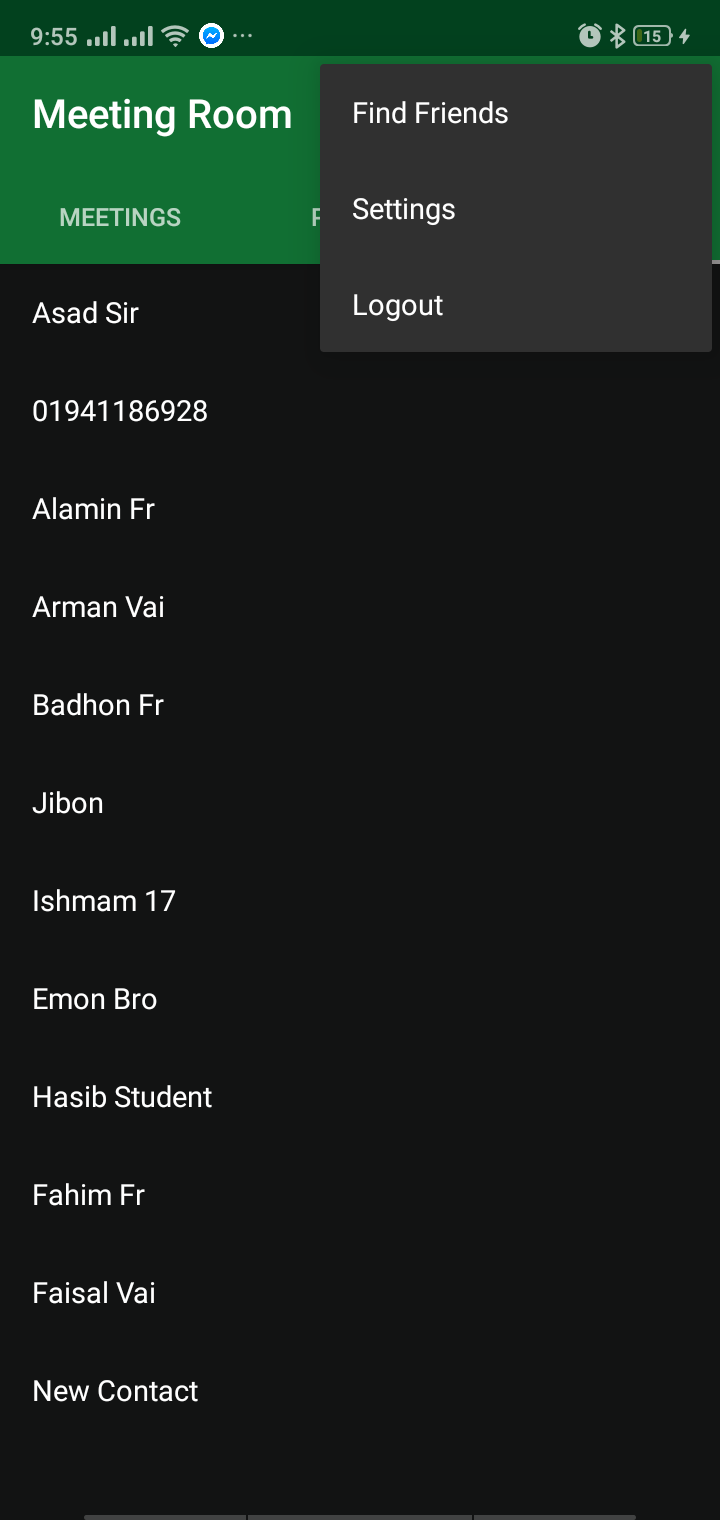 9:55
15
Meeting Room
Find Friends
Settings
Logout
MEETINGS
Asad Sir
01941186928
Alamin Fr
Arman Vai
Badhon Fr
Jibon
Ishmam 17
Emon Bro
Hasib Student
Fahim Fr
Faisal Vai
New Contact